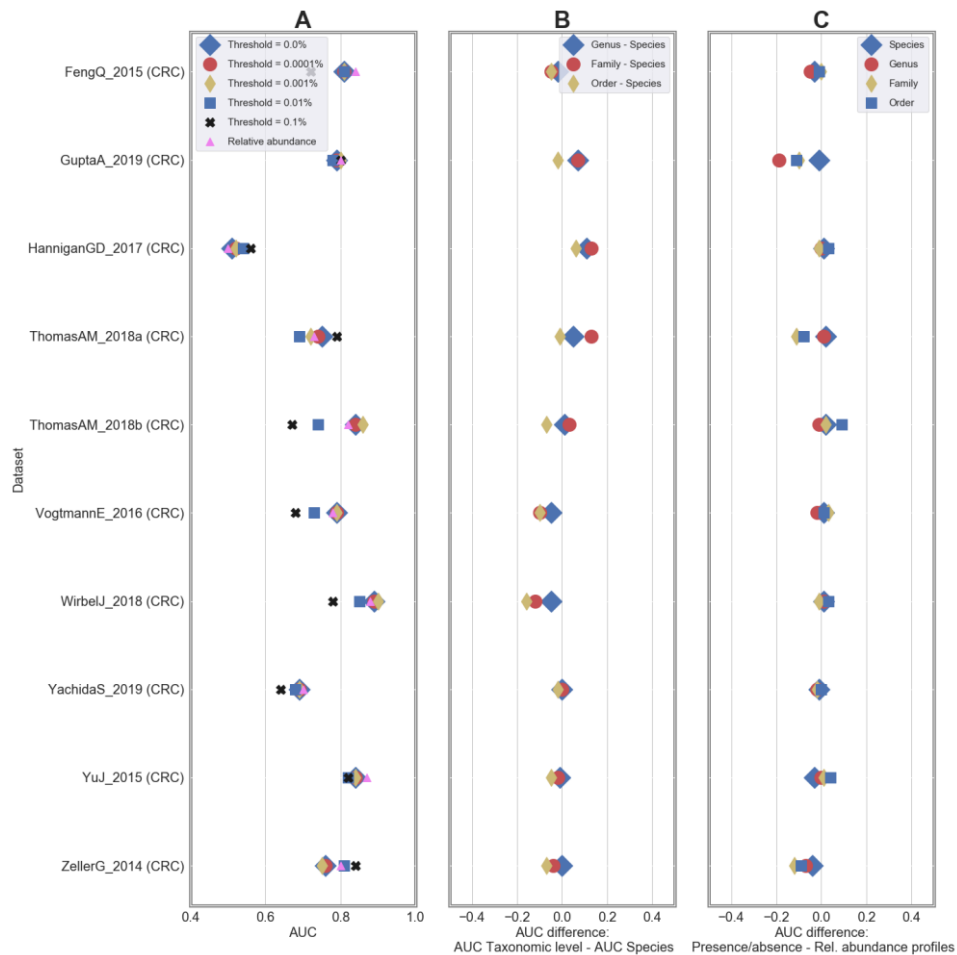 A
B
C
Threshold = 0.0%
Threshold = 0.0001%
Threshold = 0.001%
Threshold = 0.01%
Threshold = 0.1%
Relative abundance
Genus - Species
Family - Species
Order - Species
Species
Genus
Family
Order
Dataset
FengQ_2015 (CRC)
GuptaA_2019 (CRC)
HanniganGD_2017 (CRC)
ThomasAM_2018a (CRC)
ThomasAM_2018b (CRC)
VogtmannE_2016 (CRC)
WirbelJ_2018 (CRC)
YachidaS_2019 (CRC)
YuJ_2015 (CRC)
ZellerG_2014 (CRC)
0.4 0.6 0.8 1.0
AUC
−0.4 −0.2 0.0 0.2 0.4
AUC difference:
AUC Taxonomic level - AUC Species
−0.4 −0.2 0.0 0.2 0.4
AUC difference:
Presence/absence - Rel. abundance profiles